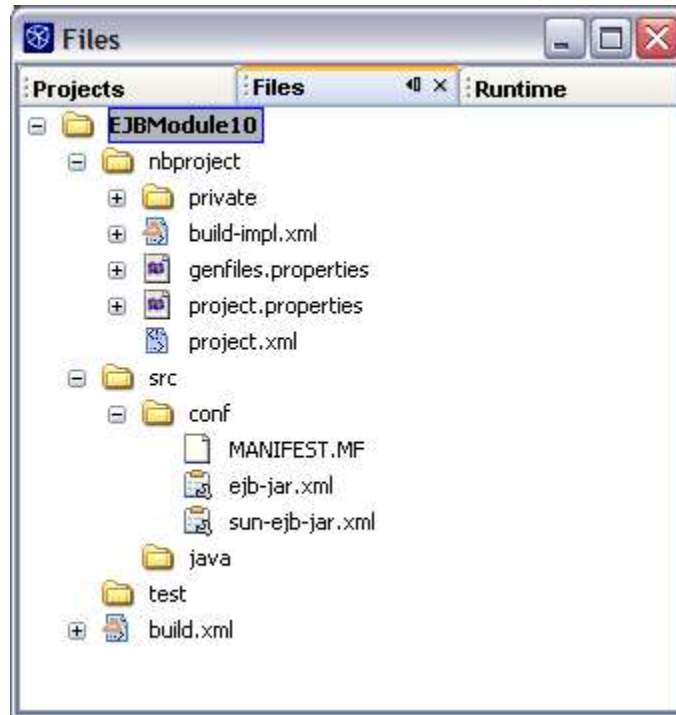 Files
Projects Files Runtime
EJBModule10
nbproject
private
build-impl.xml
genfiles.properties
project.properties
project.xml
src
conf
MANIFEST.MF
ejb-jar.xml
sun-ejb-jar.xml
java
test
build.xml